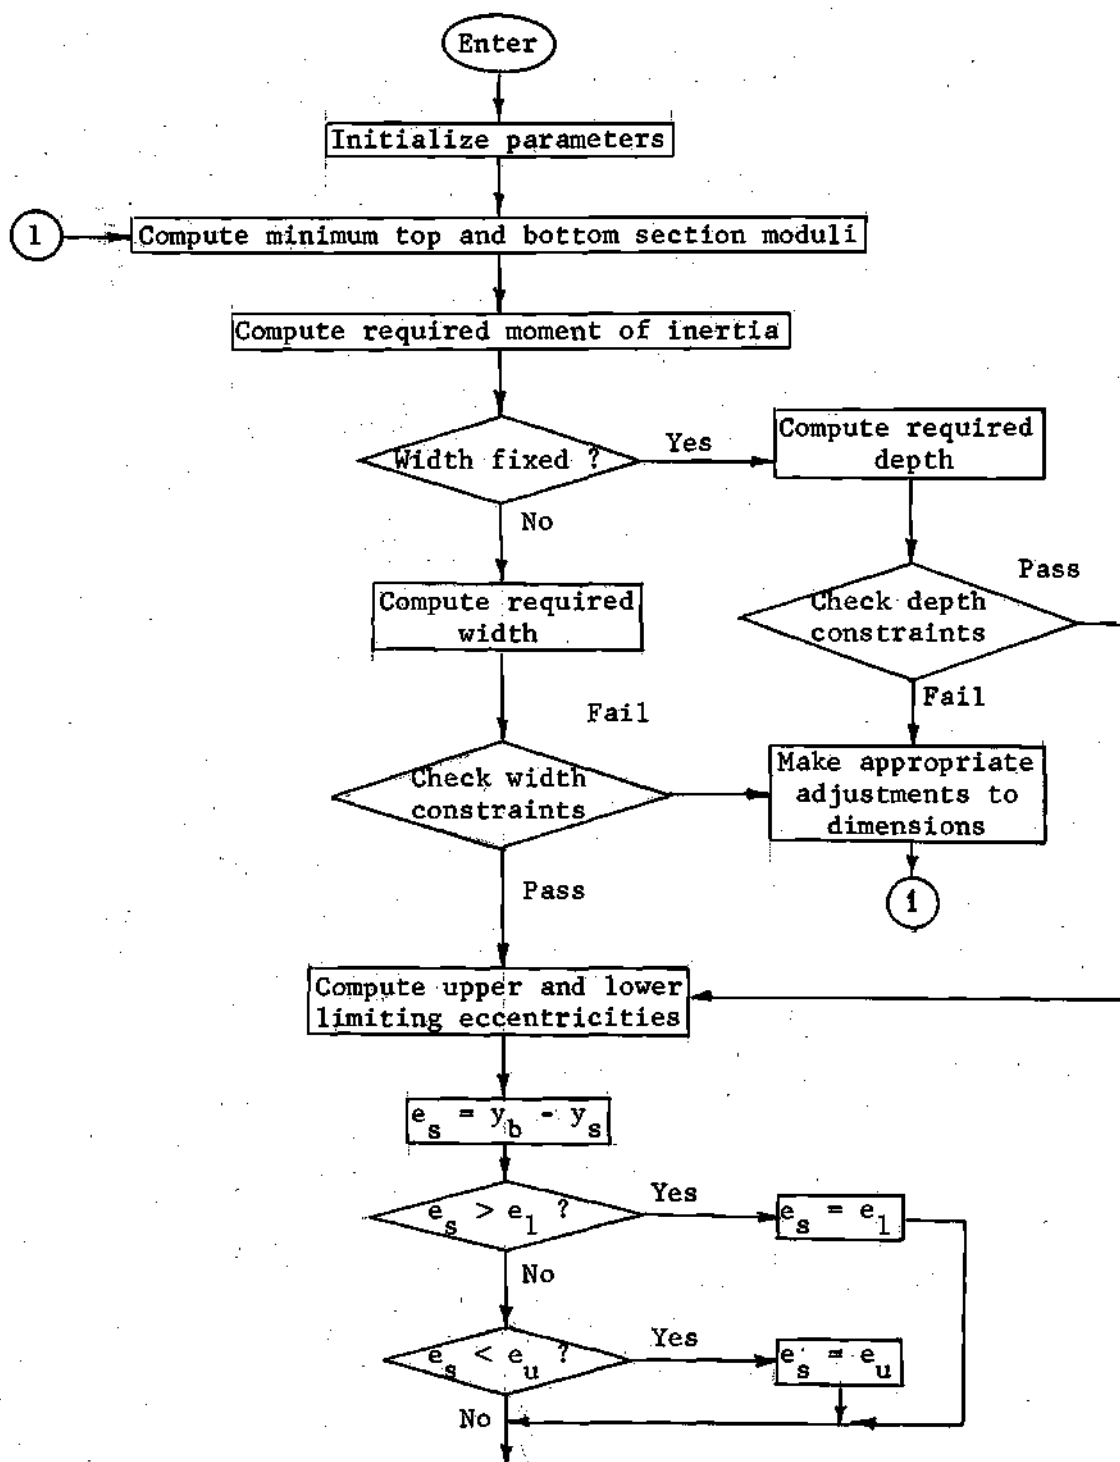 Enter
Initialize parameters
1
Compute minimum top and bottom section moduli
Compute required moment of inertia
Width fixed ?
Yes
Compute required
depth
No
Compute required
width
Pass
Check depth
constraints
Fail
Fail
Check width
constraints
Make appropriate
adjustments to
dimensions
Pass
1
Compute upper and lower
limiting eccentricities
e_s = y_b - y_s
e_s > e_l ?
Yes
e_s = e_l
No
e_s < e_u ?
Yes
e_s = e_u
No